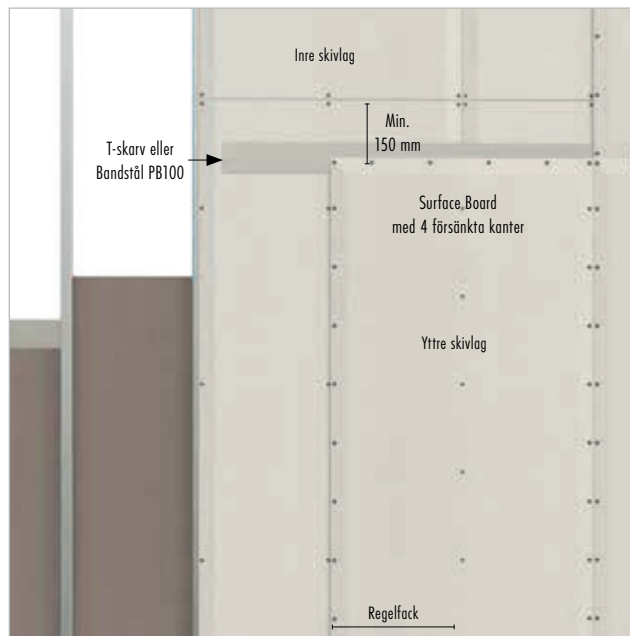 Inre skivlag
Min.
150 mm
T-skarv eller
Bandstål PB100
Surface Board
med 4 försänkta kanter
Yttre skivlag
Regelfack